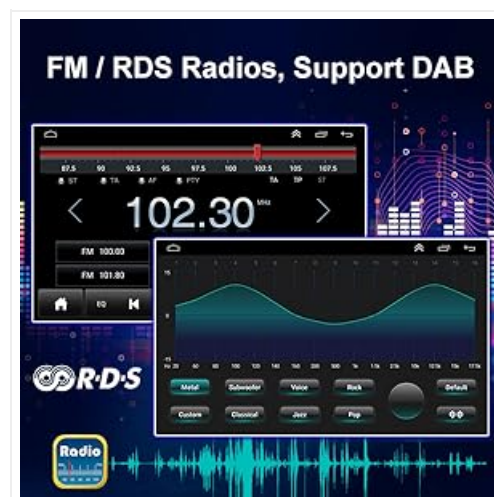 FM / RDS Radios, Support DAB
87.5 90 92.5 95 97.5 100 102.5 105 107.5
ST TA AF PTY TA TP ST
102.30 MHz
FM 100.00
FM 101.80
EQ
R·D·S
Radio
15
0
-15
Metal Subwoofer Voice Rock Default
Custom Classical Jazz Pop